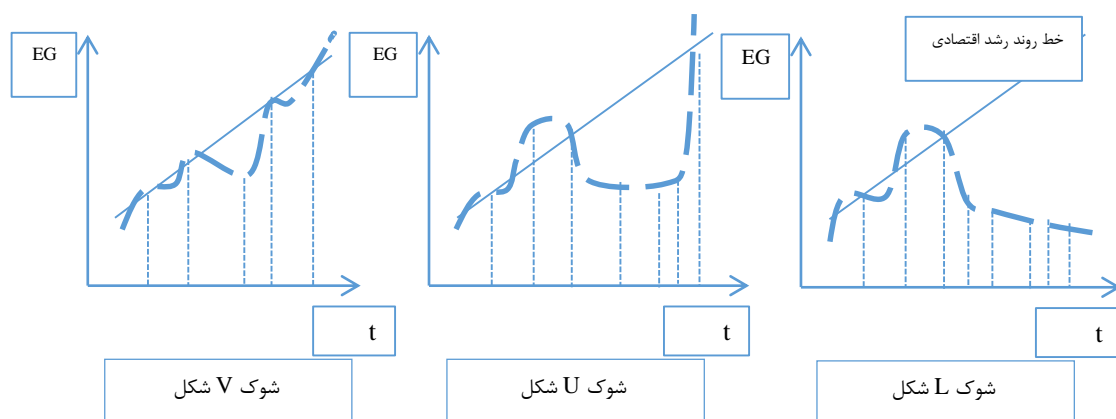 EG
EG
EG
خط روند رشد اقتصادی
t
t
t
شوک V شکل
شوک U شکل
شوک L شکل